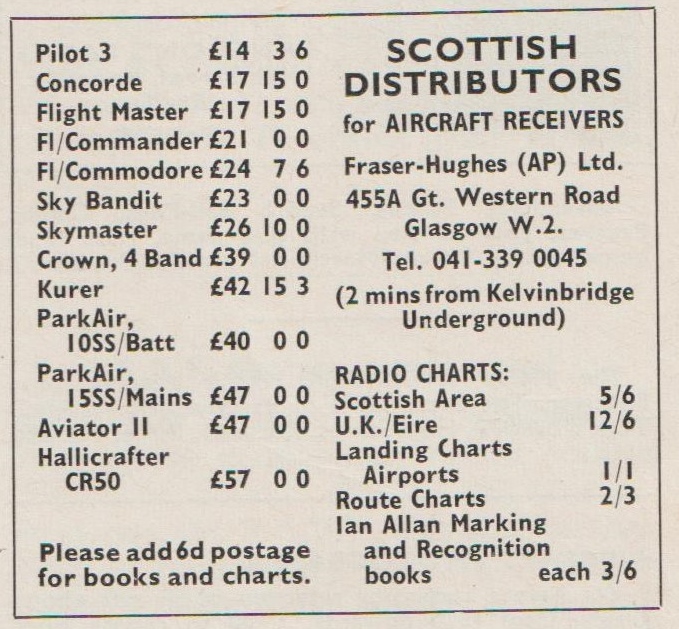 Pilot 3 £14 3 6
Concorde £17 15 0
Flight Master £17 15 0
Fl/Commander £21 0 0
Fl/Commodore £24 7 6
Sky Bandit £23 0 0
Skymaster £26 10 0
Crown, 4 Band £39 0 0
Kurer £42 15 3
ParkAir,
10SS/Batt £40 0 0
ParkAir,
15SS/Mains £47 0 0
Aviator II £47 0 0
Hallicrafter
CR50 £57 0 0
Please add 6d postage
for books and charts.
SCOTTISH
DISTRIBUTORS
for AIRCRAFT RECEIVERS
Fraser-Hughes (AP) Ltd.
455A Gt. Western Road
Glasgow W.2.
Tel. 041-339 0045
(2 mins from Kelvinbridge
Underground)
RADIO CHARTS:
Scottish Area 5/6
U.K./Eire 12/6
Landing Charts
Airports 1/1
Route Charts 2/3
Ian Allan Marking
and Recognition
books each 3/6